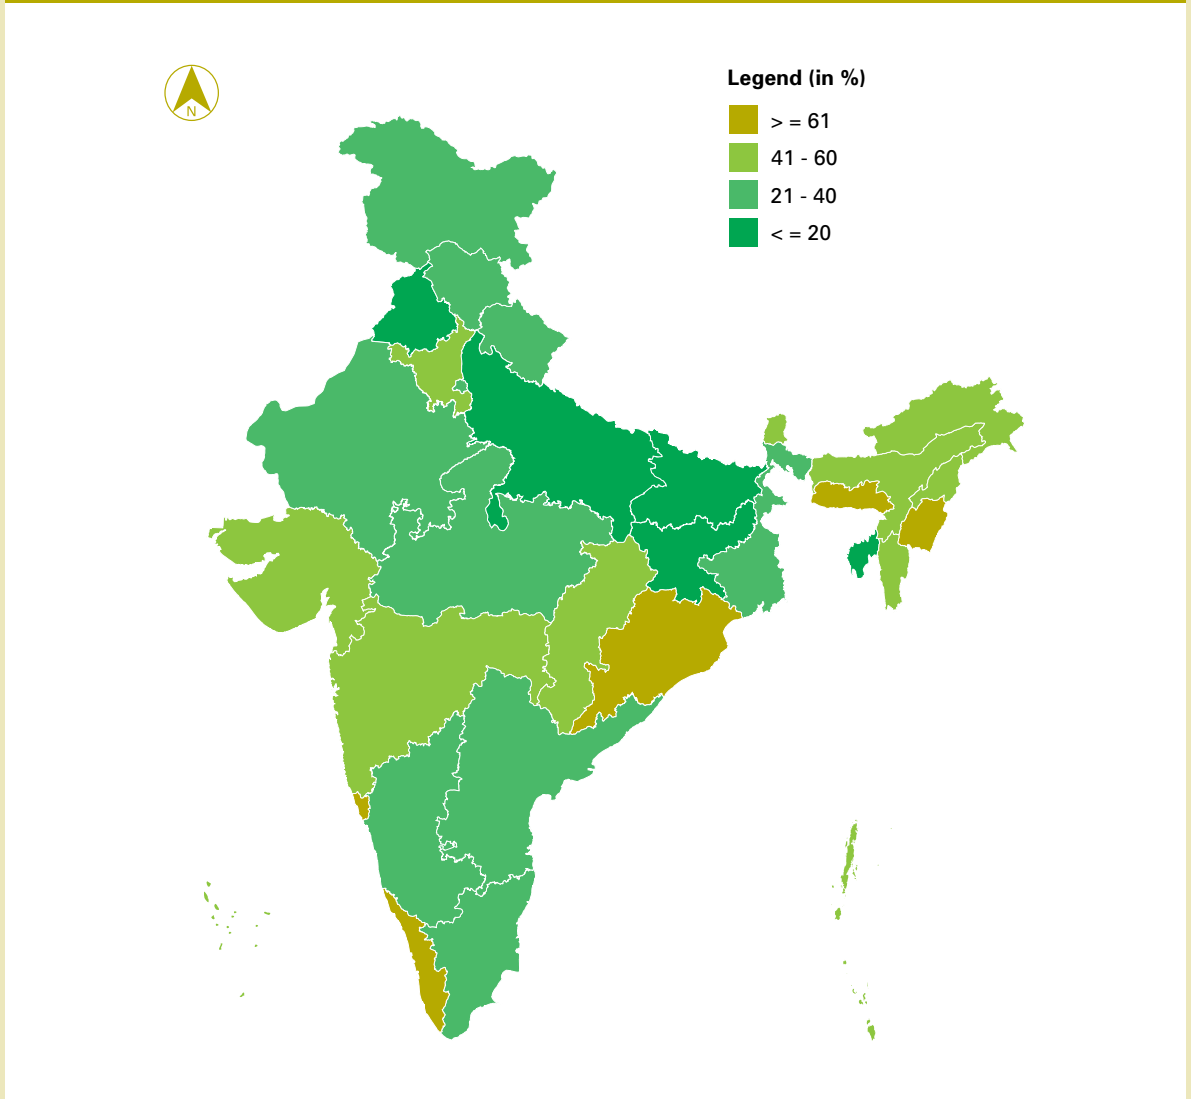 N
Legend (in %)
> = 61
41 - 60
21 - 40
< = 20